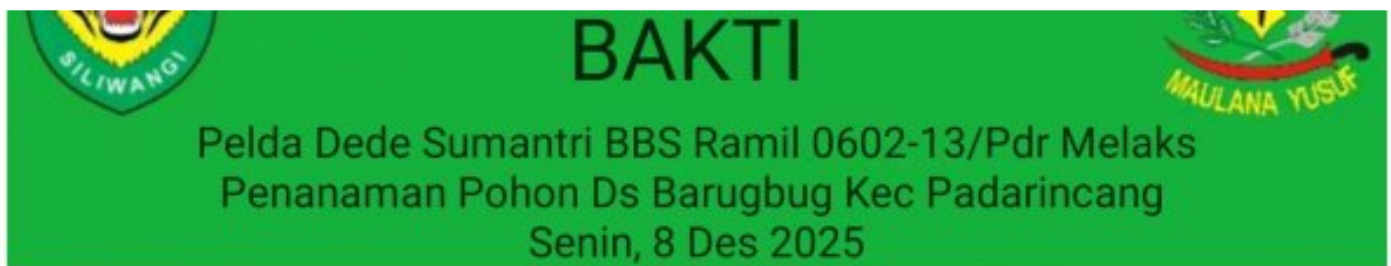 SILIWANGI
BAKTI
MAULANA YUSUF
Pelda Dede Sumantri BBS Ramil 0602-13/Pdr Melaks
Penanaman Pohon Ds Barugbug Kec Padarincang
Senin, 8 Des 2025